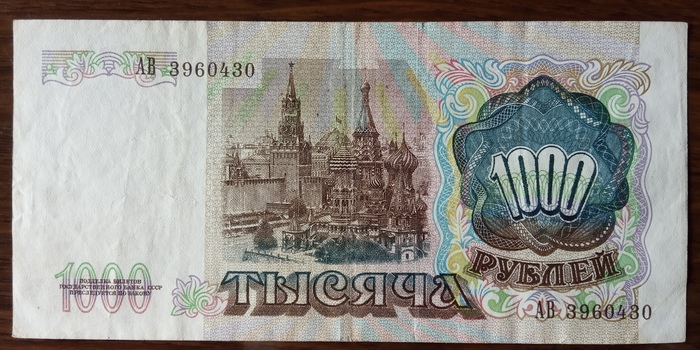 АВ 3960430
1000
РУБЛЕЙ
ТЫСЯЧА
1000
ПОДДЕЛКА БИЛЕТОВ
ГОСУДАРСТВЕННОГО БАНКА СССР
ПРЕСЛЕДУЕТСЯ ПО ЗАКОНУ
АВ 3960430